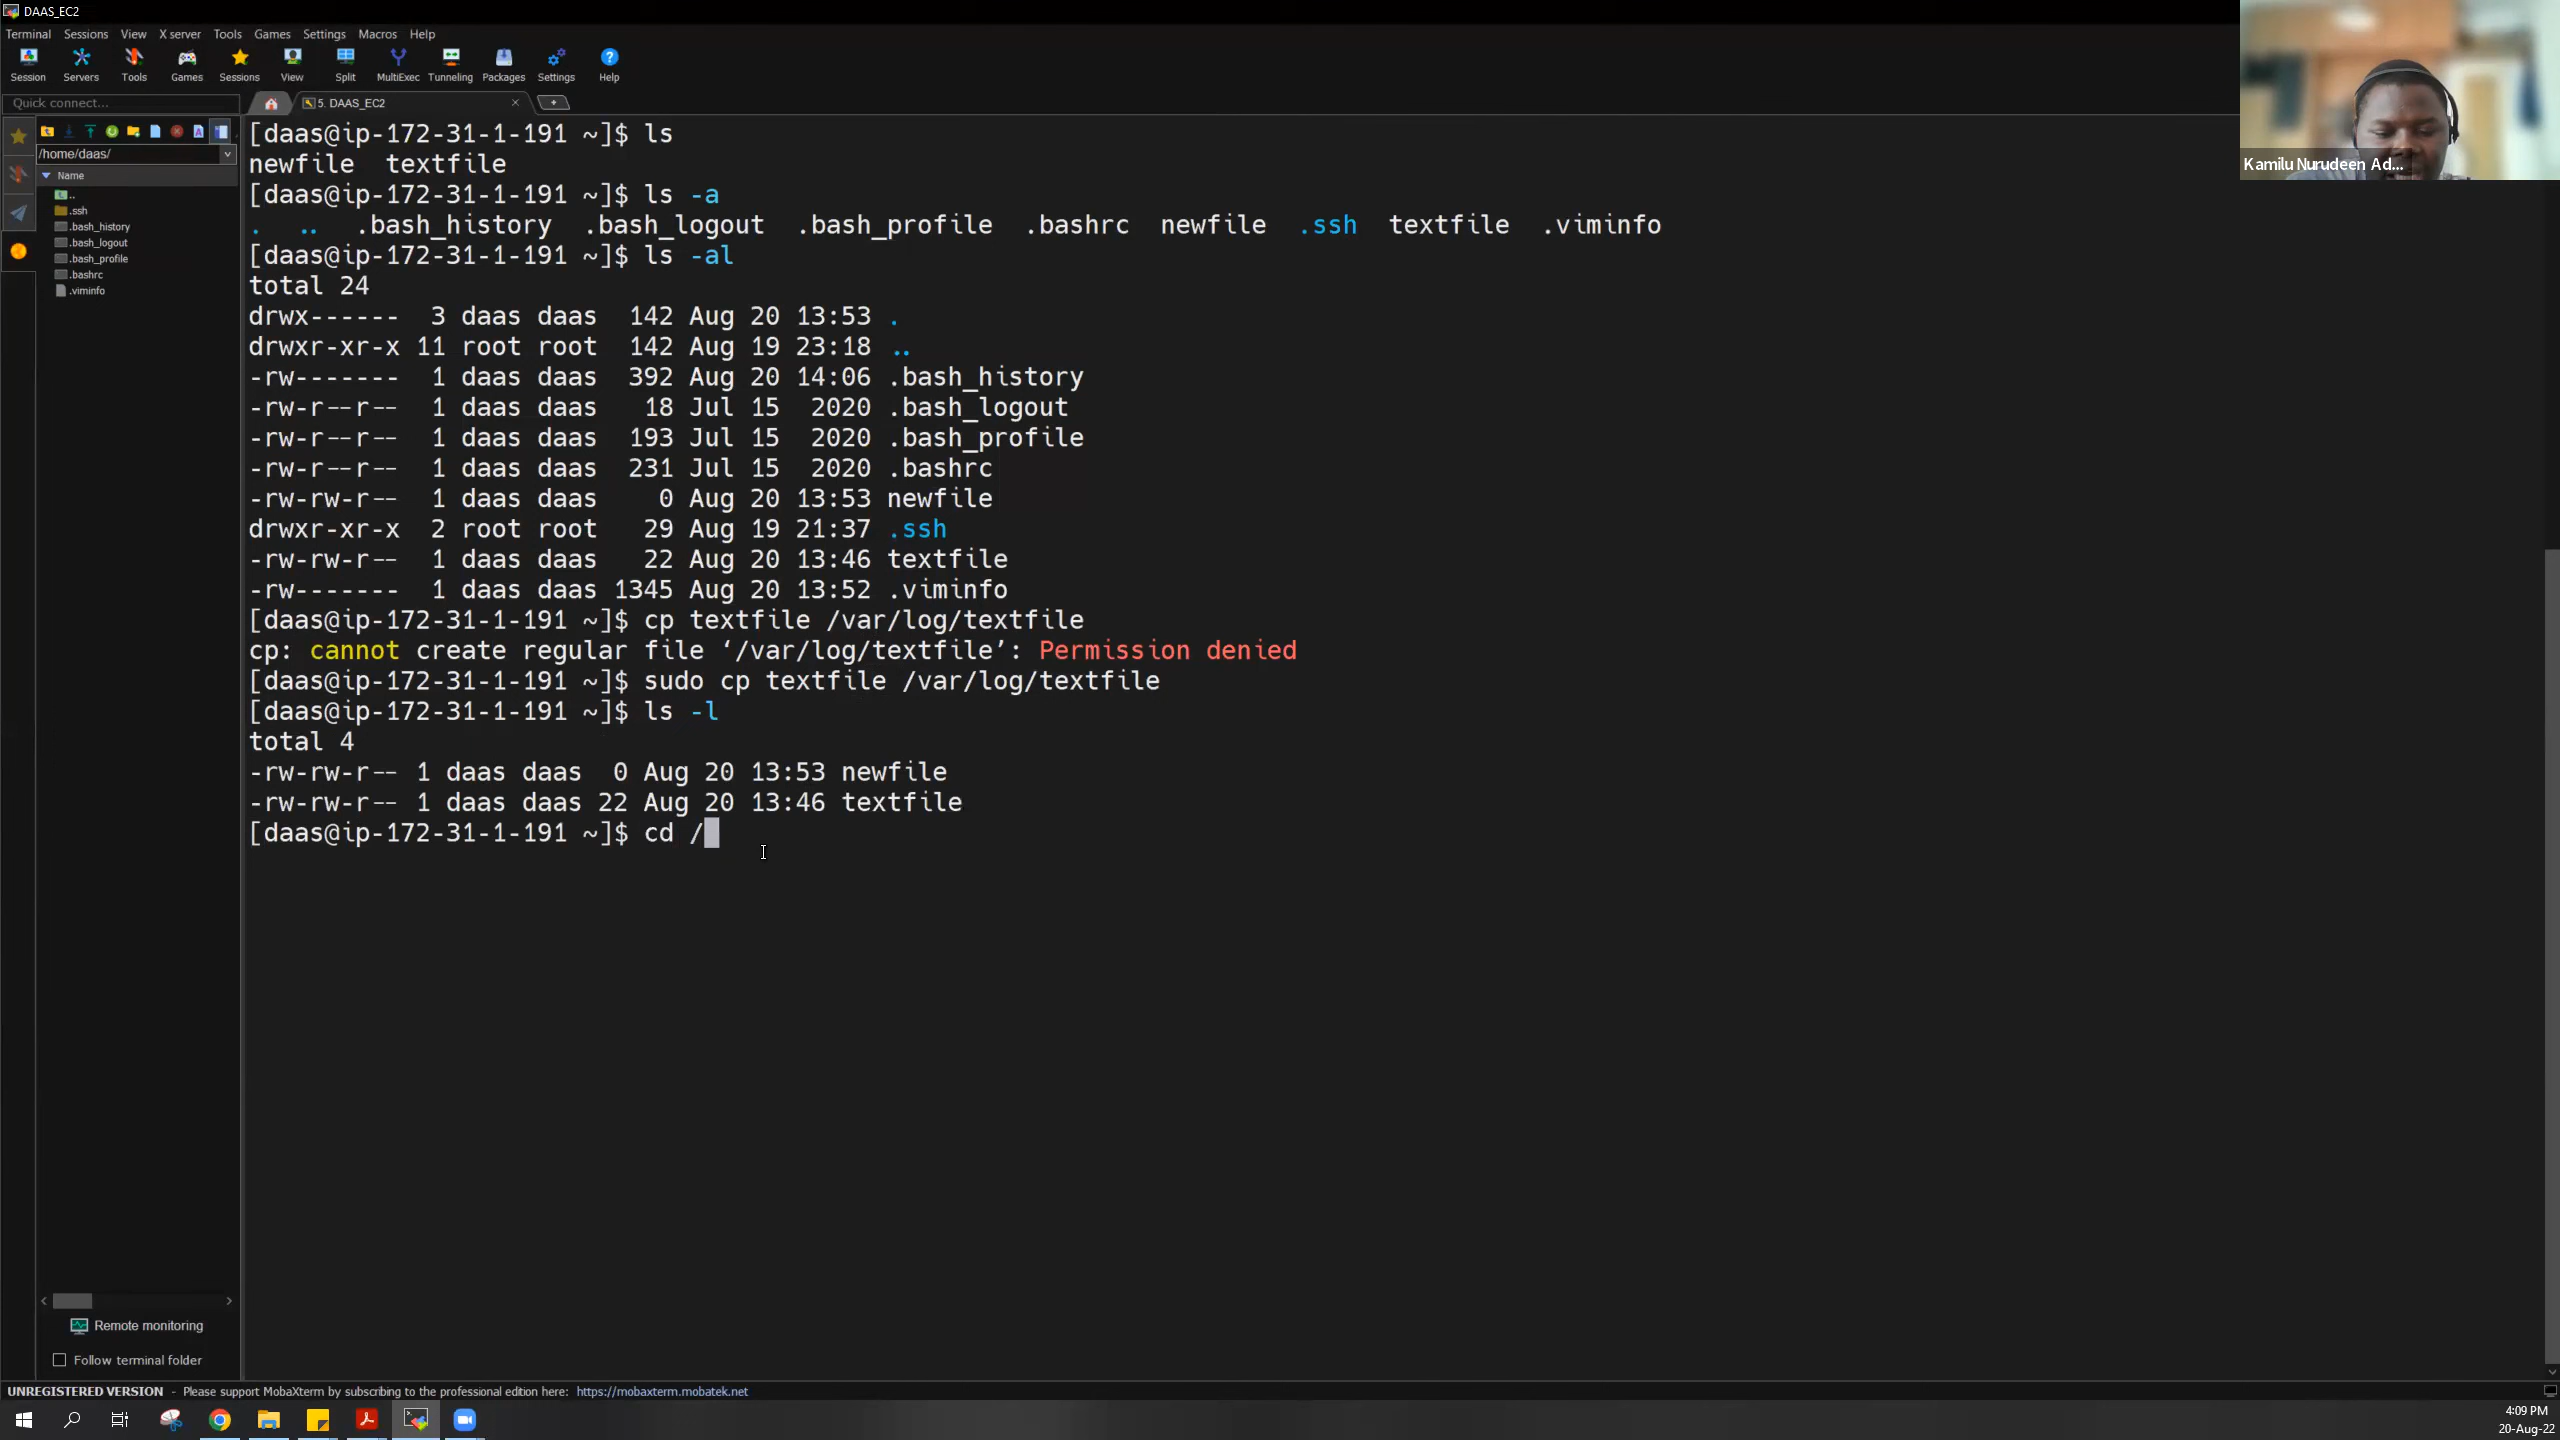 DAAS_EC2
Terminal Sessions View X server Tools Games Settings Macros Help
Session Servers Tools Games Sessions View Split MultiExec Tunneling Packages Settings Help
Quick connect...
5. DAAS_EC2
/home/daas/
Name
..
.ssh
.bash_history
.bash_logout
.bash_profile
.bashrc
.viminfo
[daas@ip-172-31-1-191 ~]$ ls
newfile  textfile
[daas@ip-172-31-1-191 ~]$ ls -a
.  ..  .bash_history  .bash_logout  .bash_profile  .bashrc  newfile  .ssh  textfile  .viminfo
[daas@ip-172-31-1-191 ~]$ ls -al
total 24
drwx------  3 daas daas  142 Aug 20 13:53 .
drwxr-xr-x 11 root root  142 Aug 19 23:18 ..
-rw-------  1 daas daas  392 Aug 20 14:06 .bash_history
-rw-r--r--  1 daas daas   18 Jul 15  2020 .bash_logout
-rw-r--r--  1 daas daas  193 Jul 15  2020 .bash_profile
-rw-r--r--  1 daas daas  231 Jul 15  2020 .bashrc
-rw-rw-r--  1 daas daas    0 Aug 20 13:53 newfile
drwxr-xr-x  2 root root   29 Aug 19 21:37 .ssh
-rw-rw-r--  1 daas daas   22 Aug 20 13:46 textfile
-rw-------  1 daas daas 1345 Aug 20 13:52 .viminfo
[daas@ip-172-31-1-191 ~]$ cp textfile /var/log/textfile
cp: cannot create regular file ‘/var/log/textfile’: Permission denied
[daas@ip-172-31-1-191 ~]$ sudo cp textfile /var/log/textfile
[daas@ip-172-31-1-191 ~]$ ls -l
total 4
-rw-rw-r-- 1 daas daas  0 Aug 20 13:53 newfile
-rw-rw-r-- 1 daas daas 22 Aug 20 13:46 textfile
[daas@ip-172-31-1-191 ~]$ cd /
Kamilu Nurudeen Ad...
Remote monitoring
Follow terminal folder
UNREGISTERED VERSION - Please support MobaXterm by subscribing to the professional edition here: https://mobaxterm.mobatek.net
4:09 PM
20-Aug-22